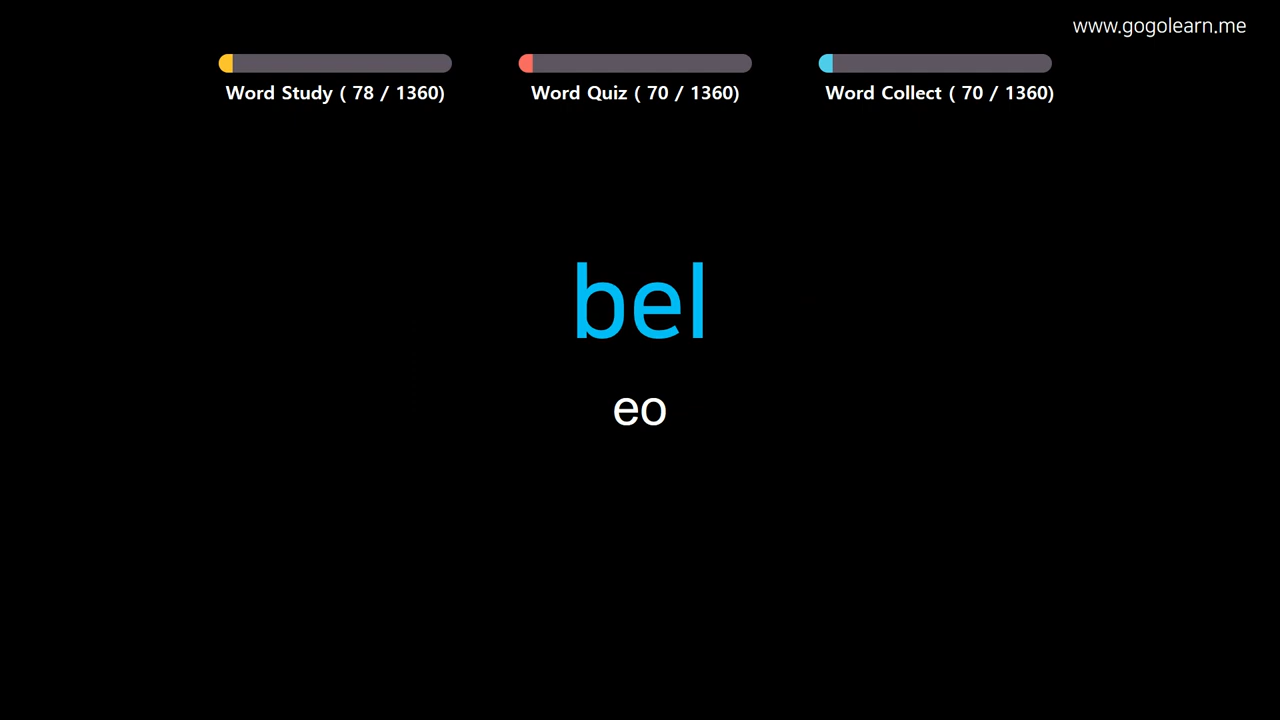 www.gogolearn.me
Word Study ( 78 / 1360)
Word Quiz ( 70 / 1360)
Word Collect ( 70 / 1360)
bel
eo